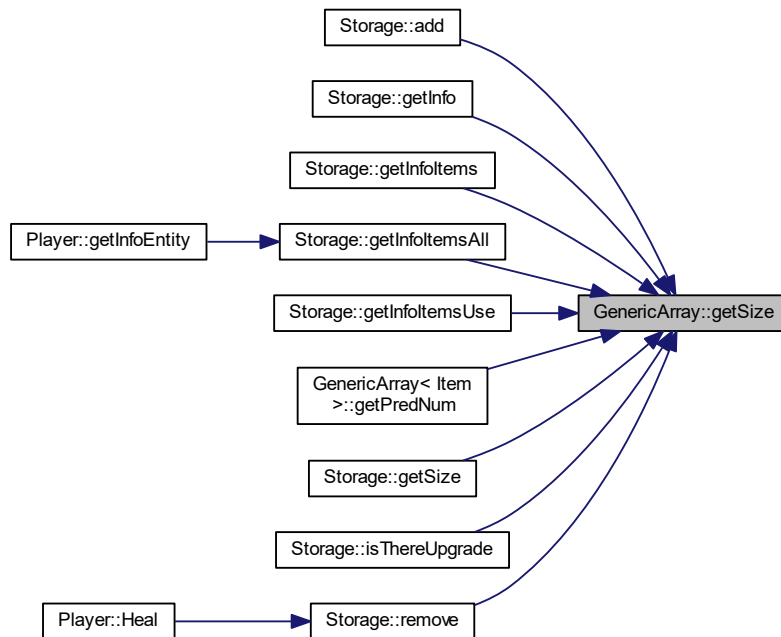 Storage::add
Storage::getInfo
Storage::getInfoItems
Player::getInfoEntity
Storage::getInfoItemsAll
Storage::getInfoItemsUse
GenericArray::getSize
GenericArray< Item
>::getPredNum
Storage::getSize
Storage::isThereUpgrade
Player::Heal
Storage::remove